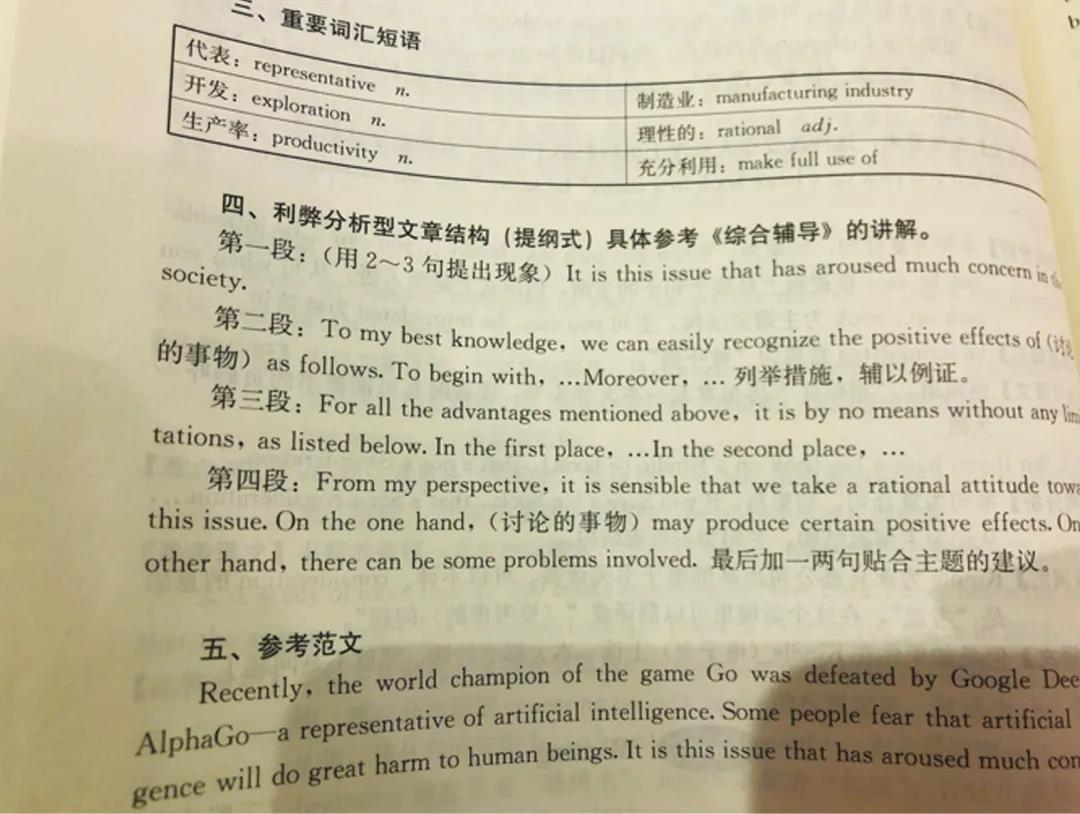 三、重要词汇短语
代表：representative n.
开发：exploration n.
生产率：productivity n.
制造业：manufacturing industry
理性的：rational adj.
充分利用：make full use of
四、利弊分析型文章结构（提纲式）具体参考《综合辅导》的讲解。
第一段：（用2～3句提出现象）It is this issue that has aroused much concern in
society.
第二段：To my best knowledge, we can easily recognize the positive effects of（讨
的事物）as follows. To begin with, …Moreover, … 列举措施，辅以例证。
第三段：For all the advantages mentioned above, it is by no means without any
tations, as listed below. In the first place, …In the second place, …
第四段：From my perspective, it is sensible that we take a rational attitude
this issue. On the one hand,（讨论的事物）may produce certain positive effects. On
other hand, there can be some problems involved. 最后加一两句贴合主题的建议。
五、参考范文
Recently, the world champion of the game Go was defeated by Google
AlphaGo—a representative of artificial intelligence. Some people fear that artificial
gence will do great harm to human beings. It is this issue that has aroused much